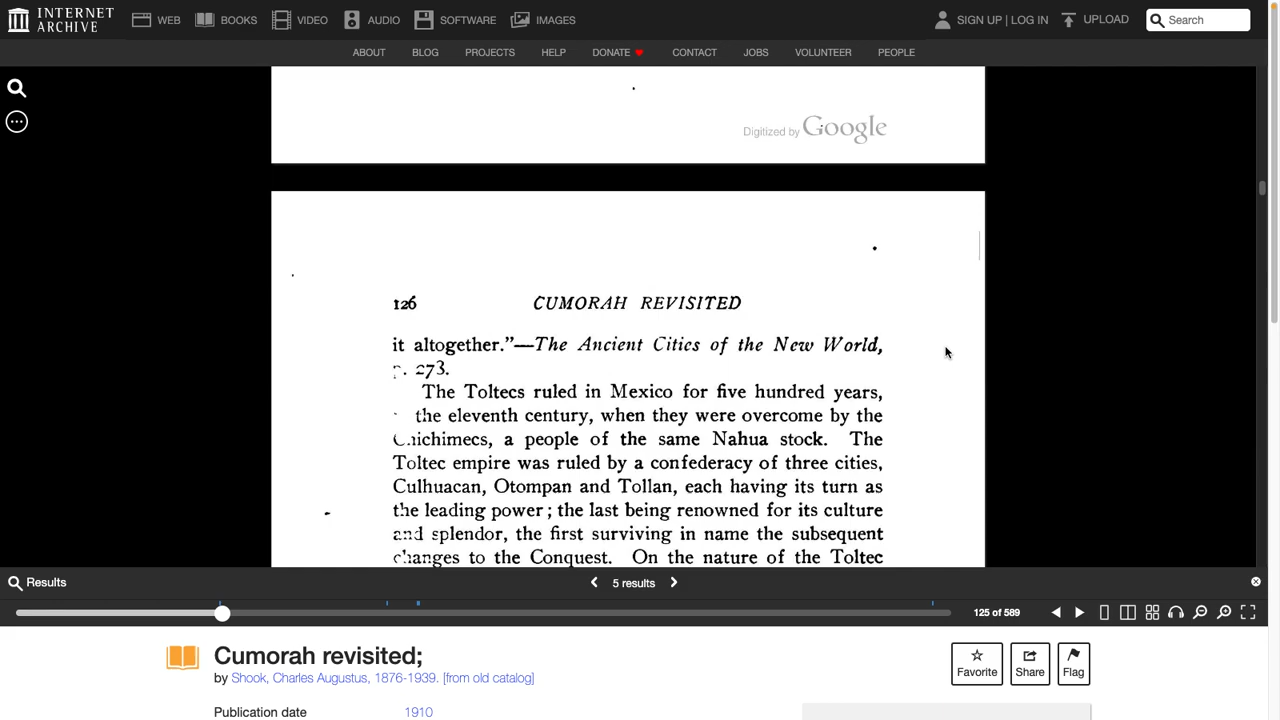 INTERNET
ARCHIVE
WEB
BOOKS
VIDEO
AUDIO
SOFTWARE
IMAGES
SIGN UP | LOG IN
UPLOAD
Search
ABOUT
BLOG
PROJECTS
HELP
DONATE
CONTACT
JOBS
VOLUNTEER
PEOPLE
Digitized by Google
126 CUMORAH REVISITED
it altogether."—The Ancient Cities of the New World,
p. 273.
The Toltecs ruled in Mexico for five hundred years,
the eleventh century, when they were overcome by the
Chichimecs, a people of the same Nahua stock. The
Toltec empire was ruled by a confederacy of three cities,
Culhuacan, Otompan and Tollan, each having its turn as
the leading power; the last being renowned for its culture
and splendor, the first surviving in name the subsequent
changes to the Conquest. On the nature of the Toltec
Results
5 results
125 of 589
Cumorah revisited;
by Shook, Charles Augustus, 1876-1939. [from old catalog]
Favorite
Share
Flag
Publication date 1910